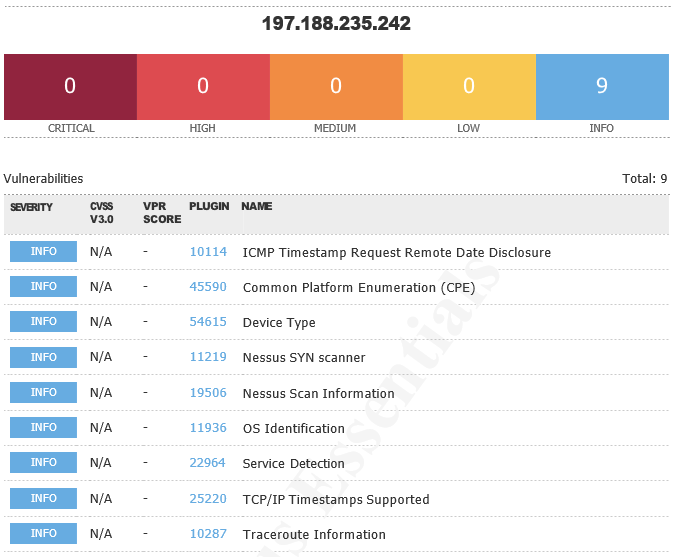 197.188.235.242
0 0 0 0 9
CRITICAL HIGH MEDIUM LOW INFO
Vulnerabilities Total: 9
SEVERITY CVSS V3.0 VPR SCORE PLUGIN NAME
INFO N/A - 10114 ICMP Timestamp Request Remote Date Disclosure
INFO N/A - 45590 Common Platform Enumeration (CPE)
INFO N/A - 54615 Device Type
INFO N/A - 11219 Nessus SYN scanner
INFO N/A - 19506 Nessus Scan Information
INFO N/A - 11936 OS Identification
INFO N/A - 22964 Service Detection
INFO N/A - 25220 TCP/IP Timestamps Supported
INFO N/A - 10287 Traceroute Information
Essentials